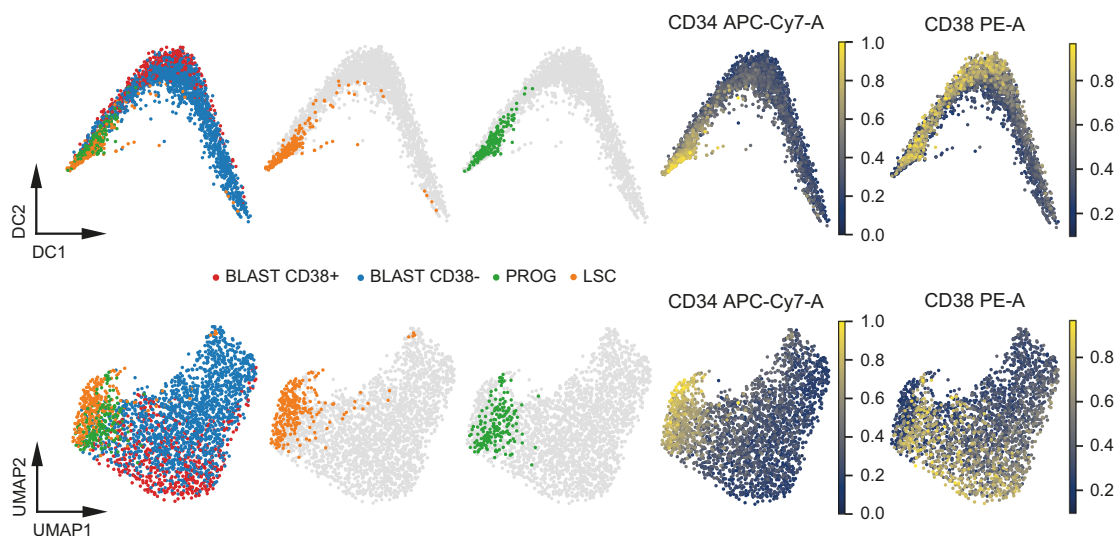 CD34 APC-Cy7-A
CD38 PE-A
1.0
0.8
0.6
0.4
0.2
0.0
0.8
0.6
0.4
0.2
DC2
DC1
BLAST CD38+
BLAST CD38-
PROG
LSC
CD34 APC-Cy7-A
CD38 PE-A
1.0
0.8
0.6
0.4
0.2
0.0
0.8
0.6
0.4
0.2
UMAP2
UMAP1